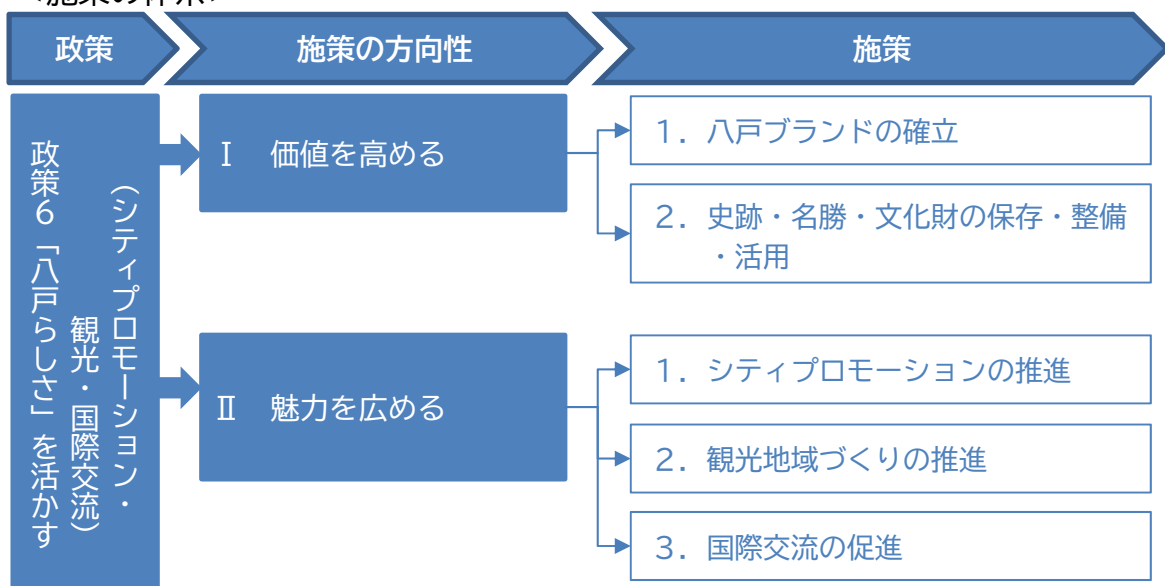 <施策の体系>
政策
施策の方向性
施策
政策6「八戸らしさ」を活かす
(シティプロモーション・
観光・国際交流)
Ⅰ 価値を高める
1. 八戸ブランドの確立
2. 史跡・名勝・文化財の保存・整備
・活用
Ⅱ 魅力を広める
1. シティプロモーションの推進
2. 観光地域づくりの推進
3. 国際交流の促進